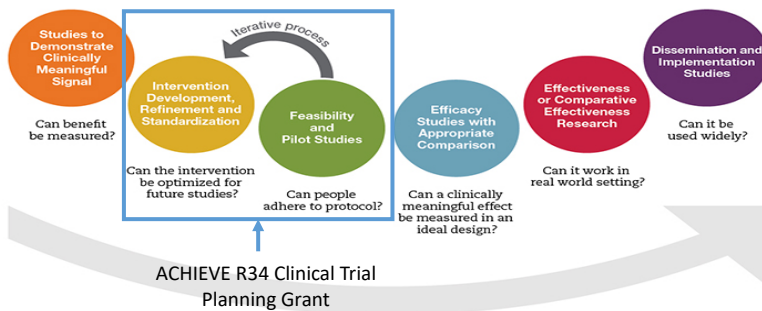 Studies to
Demonstrate
Clinically
Meaningful
Signal
Can benefit
be measured?
Iterative process
Intervention
Development,
Refinement and
Standardization
Can the intervention
be optimized for
future studies?
Feasibility
and
Pilot Studies
Can people
adhere to protocol?
Efficacy
Studies with
Appropriate
Comparison
Can a clinically
meaningful effect
be measured in an
ideal design?
Effectiveness
or Comparative
Effectiveness
Research
Can it work in
real world setting?
Dissemination and
Implementation
Studies
Can it be
used widely?
ACHIEVE R34 Clinical Trial
Planning Grant